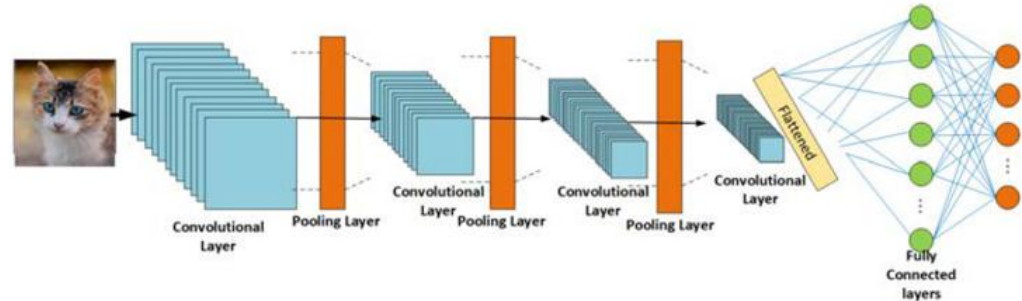 Convolutional
Layer
Pooling Layer
Convolutional
Layer
Pooling Layer
Convolutional
Layer
Pooling Layer
Convolutional
Layer
Flattened
Fully
Connected
layers